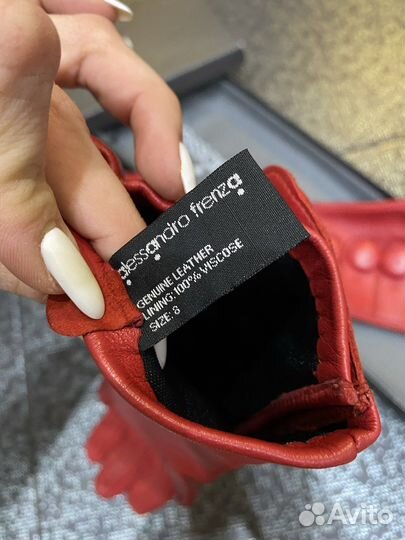 alessandro frenza
GENUINE LEATHER
LINING:100% VISCOSE
SIZE: 8
Avito